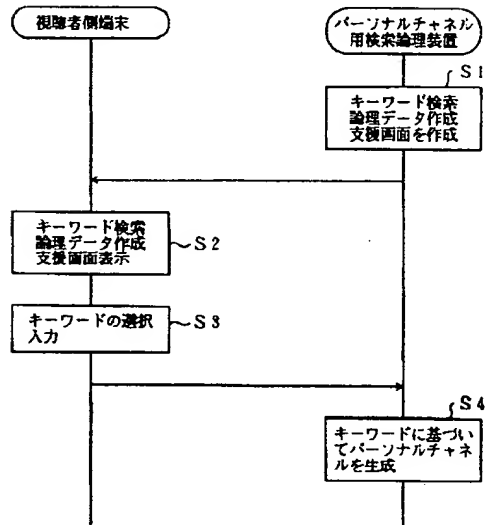 視聴者側端末
パーソナルチャネル
用検索論理装置
S1
キーワード検索
論理データ作成
支援画面を作成
キーワード検索
論理データ作成
支援画面表示
S2
キーワードの選択
入力
S3
S4
キーワードに基づい
てパーソナルチャネ
ルを生成